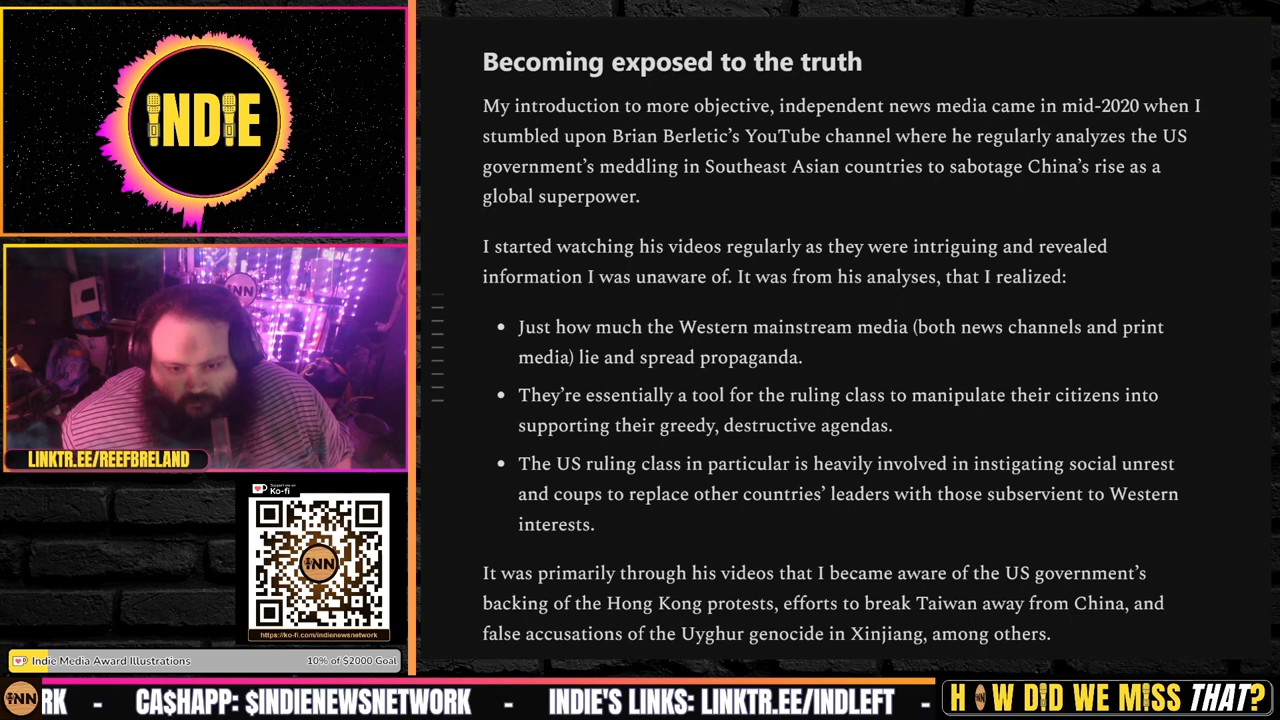 INDIE
INN
LINKTR.EE/REEFBRELAND
Support me on
Ko-fi
INN
https://ko-fi.com/indienewsnetwork
Indie Media Award Illustrations 10% of $2000 Goal
Becoming exposed to the truth
My introduction to more objective, independent news media came in mid-2020 when I
stumbled upon Brian Berletic’s YouTube channel where he regularly analyzes the US
government’s meddling in Southeast Asian countries to sabotage China’s rise as a
global superpower.
I started watching his videos regularly as they were intriguing and revealed
information I was unaware of. It was from his analyses, that I realized:
• Just how much the Western mainstream media (both news channels and print
media) lie and spread propaganda.
• They’re essentially a tool for the ruling class to manipulate their citizens into
supporting their greedy, destructive agendas.
• The US ruling class in particular is heavily involved in instigating social unrest
and coups to replace other countries’ leaders with those subservient to Western
interests.
It was primarily through his videos that I became aware of the US government’s
backing of the Hong Kong protests, efforts to break Taiwan away from China, and
false accusations of the Uygur genocide in Xinjiang, among others.
INN RK - CA$HAPP: $INDIENEWSNETWORK - INDIE'S LINKS: LINKTR.EE/INDLEFT - HOW DID WE MISS THAT?